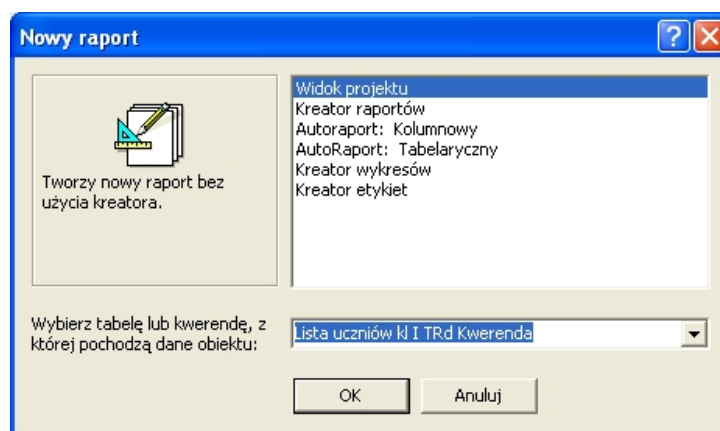 Nowy raport
Widok projektu
Kreator raportów
Autoraport: Kolumnowy
AutoRaport: Tabelaryczny
Kreator wykresów
Kreator etykiet
Tworzy nowy raport bez
użycia kreatora.
Wybierz tabelę lub kwerendę, z
której pochodzą dane obiektu:
Lista uczniów kl I TRd Kwerenda
OK
Anuluj